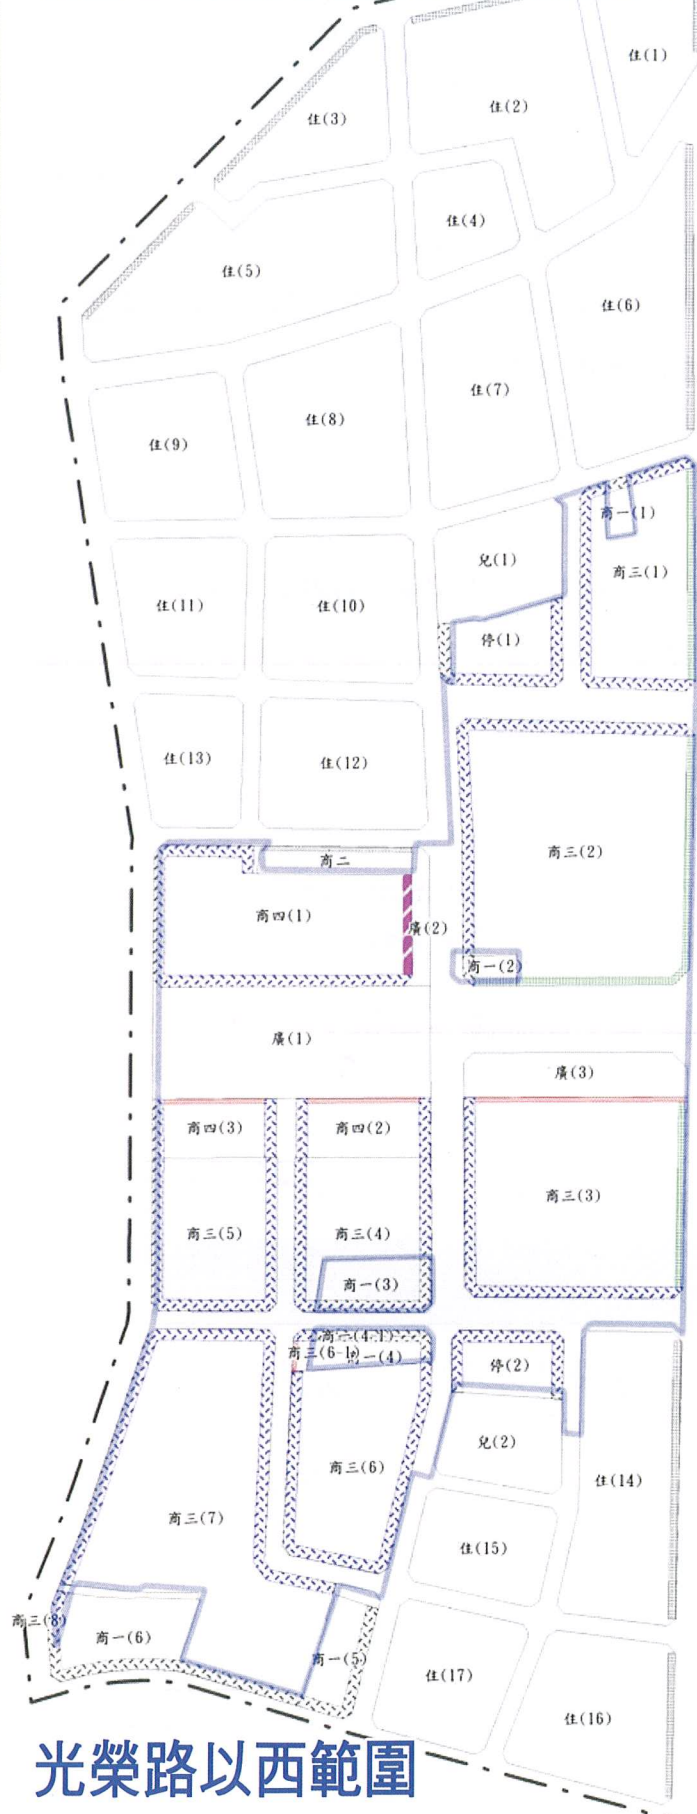 住(1)
住(2)
住(3)
住(4)
住(5)
住(6)
住(7)
住(8)
住(9)
商一(1)
兒(1)
商三(1)
住(11)
住(10)
停(1)
住(13)
住(12)
商三(2)
商二
商四(1)
廣(2)
商一(2)
廣(1)
廣(3)
商四(3)
商四(2)
商三(3)
商三(5)
商三(4)
商一(3)
商一(4-1)
商三(6-1)
商一(4)
停(2)
兒(2)
商三(6)
住(14)
商三(7)
住(15)
商三(8)
商一(6)
商一(5)
住(17)
住(16)
光榮路以西範圍